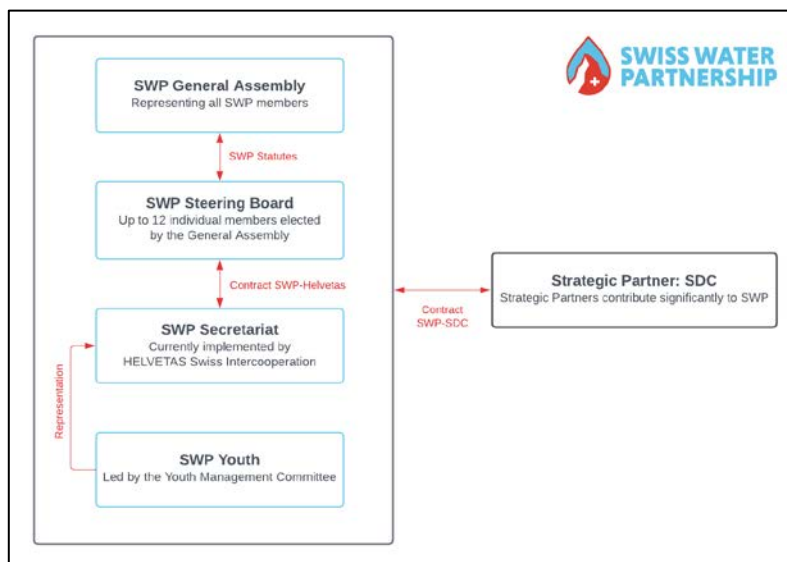 SWISS WATER
PARTNERSHIP
SWP General Assembly
Representing all SWP members
SWP Statutes
SWP Steering Board
Up to 12 individual members elected
by the General Assembly
Contract SWP-Helvetas
SWP Secretariat
Currently implemented by
HELVETAS Swiss Intercooperation
Representation
SWP Youth
Led by the Youth Management Committee
Contract
SWP-SDC
Strategic Partner: SDC
Strategic Partners contribute significantly to SWP